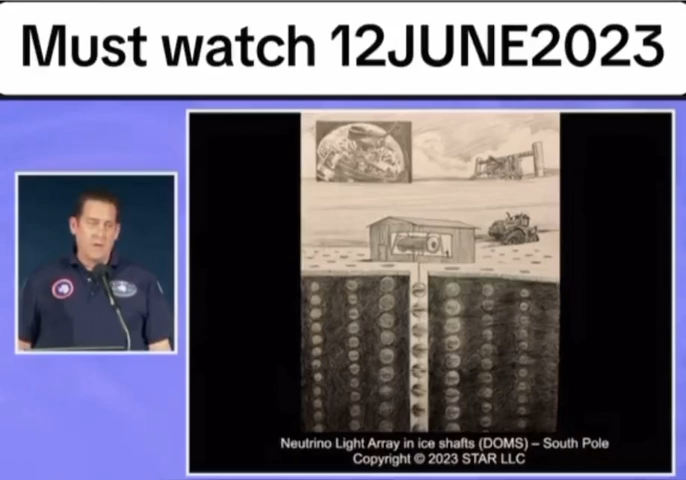 Must watch 12JUNE2023
Neutrino Light Array in ice shafts (DOMS) – South Pole
Copyright © 2023 STAR LLC